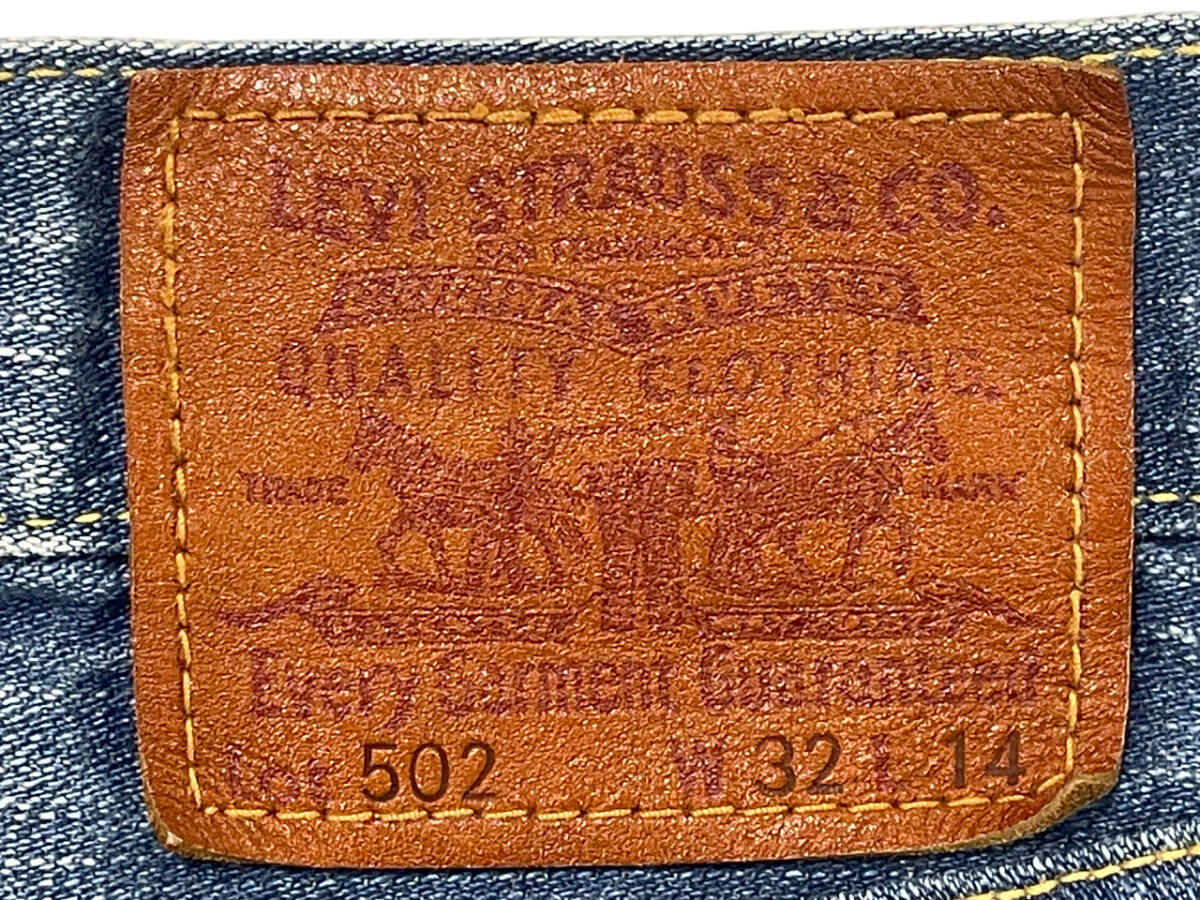 LEVI STRAUSS & CO.
QUALITY CLOTHING.
TRADE MARK
Every Garment Guaranteed
Lot 502 W 32 L 14